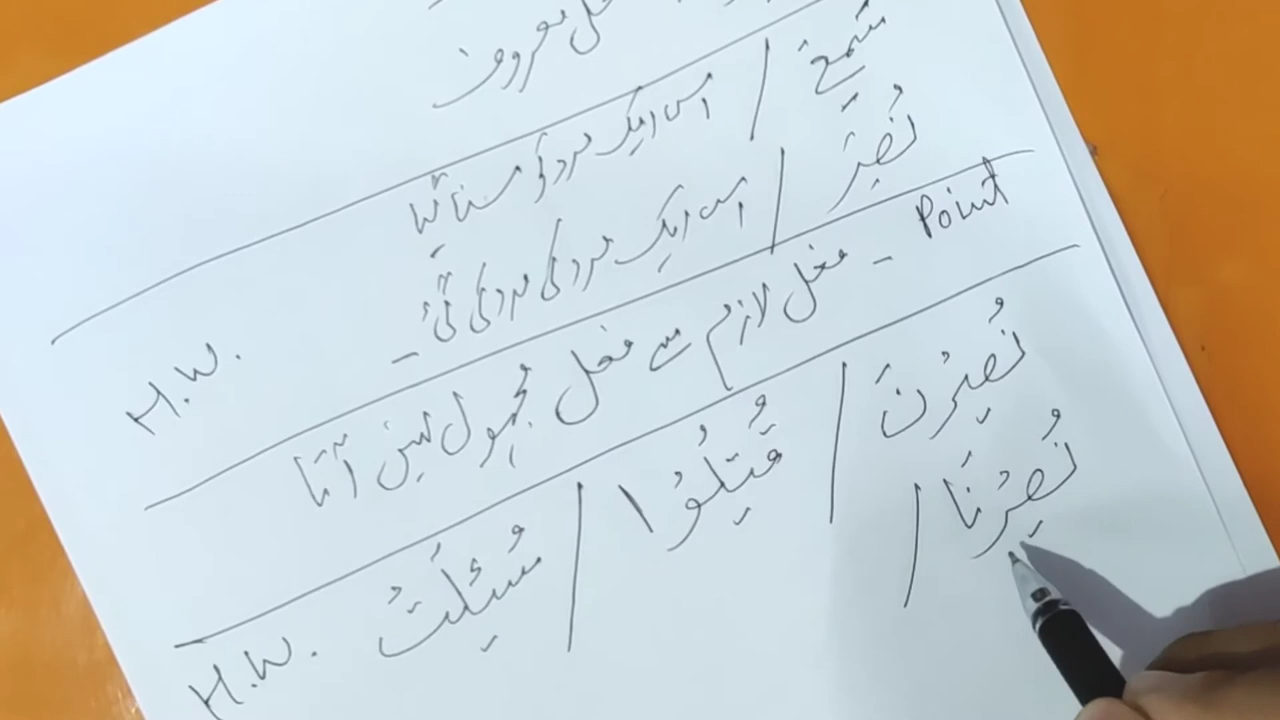 فعل معروف
سُمِعَ / اس ایک مرد کو سنا گیا
نُصِرَ / اس ایک مرد کی مدد کی گئی۔
H.W.
Point - فعل لازم سے فعل مجہول نہیں آتا
نُصِرْنَ / قُتِلُوْا / سُئِلَتْ
H.W.
نُصِرْنَا /